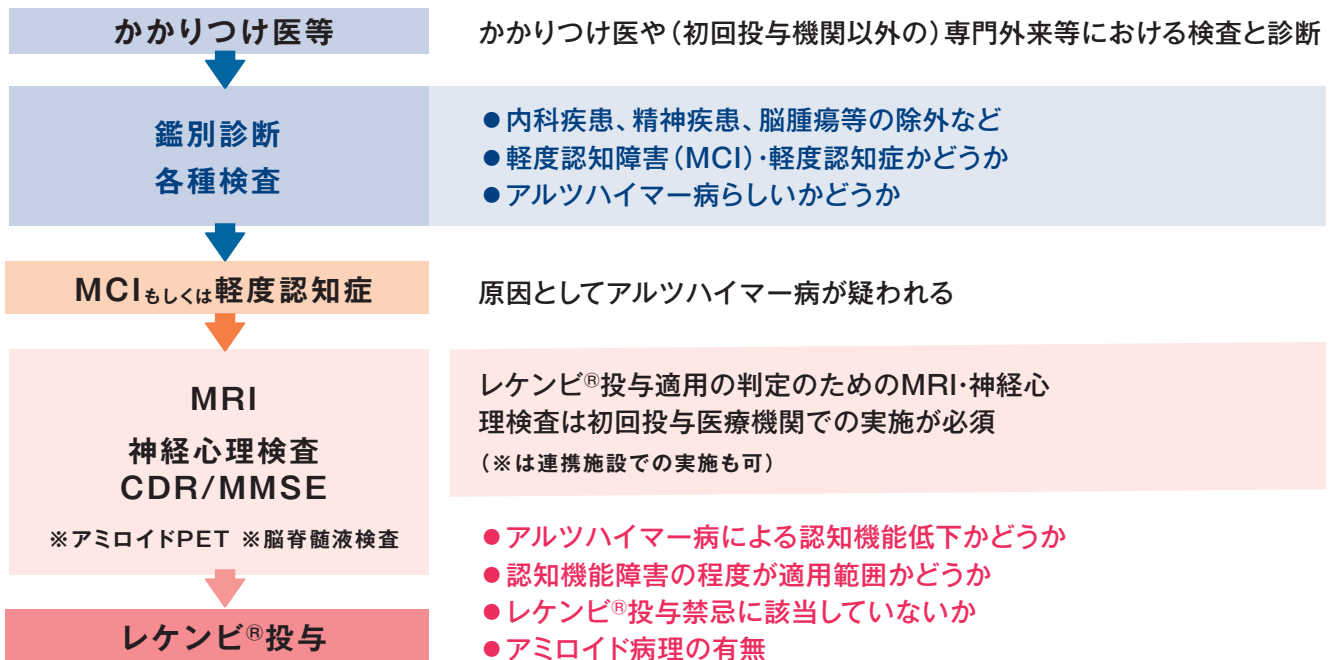 かかりつけ医等
かかりつけ医や(初回投与機関以外の)専門外来等における検査と診断
鑑別診断
各種検査
●内科疾患、精神疾患、脳腫瘍等の除外など
●軽度認知障害(MCI)・軽度認知症かどうか
●アルツハイマー病らしいかどうか
MCIもしくは軽度認知症
原因としてアルツハイマー病が疑われる
MRI
神経心理検査
CDR/MMSE
※アミロイドPET ※脳脊髄液検査
レケンビ®投与適用の判定のためのMRI・神経心
理検査は初回投与医療機関での実施が必須
(※は連携施設での実施も可)
●アルツハイマー病による認知機能低下かどうか
●認知機能障害の程度が適用範囲かどうか
●レケンビ®投与禁忌に該当していないか
●アミロイド病理の有無
レケンビ®投与